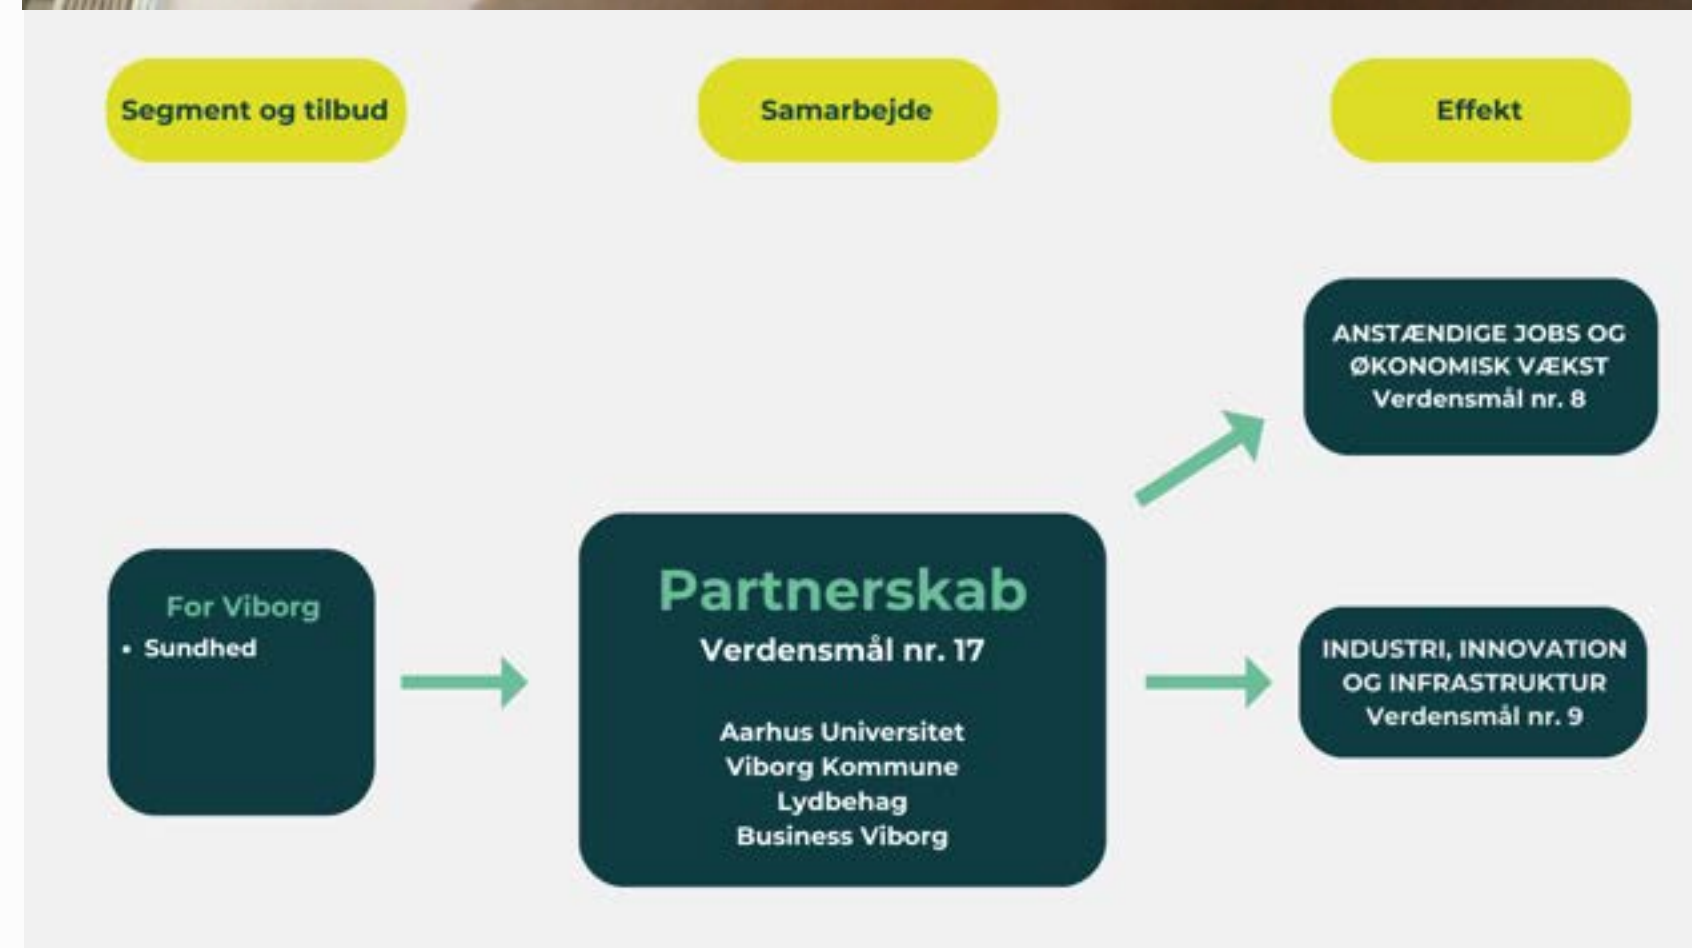 Segment og tilbud
Samarbejde
Effekt
ANSTÆNDIGE JOBS OG
ØKONOMISK VÆKST
Verdensmål nr. 8
For Viborg
• Sundhed
Partnerskab
Verdensmål nr. 17
Aarhus Universitet
Viborg Kommune
Lydbehag
Business Viborg
INDUSTRI, INNOVATION
OG INFRASTRUKTUR
Verdensmål nr. 9